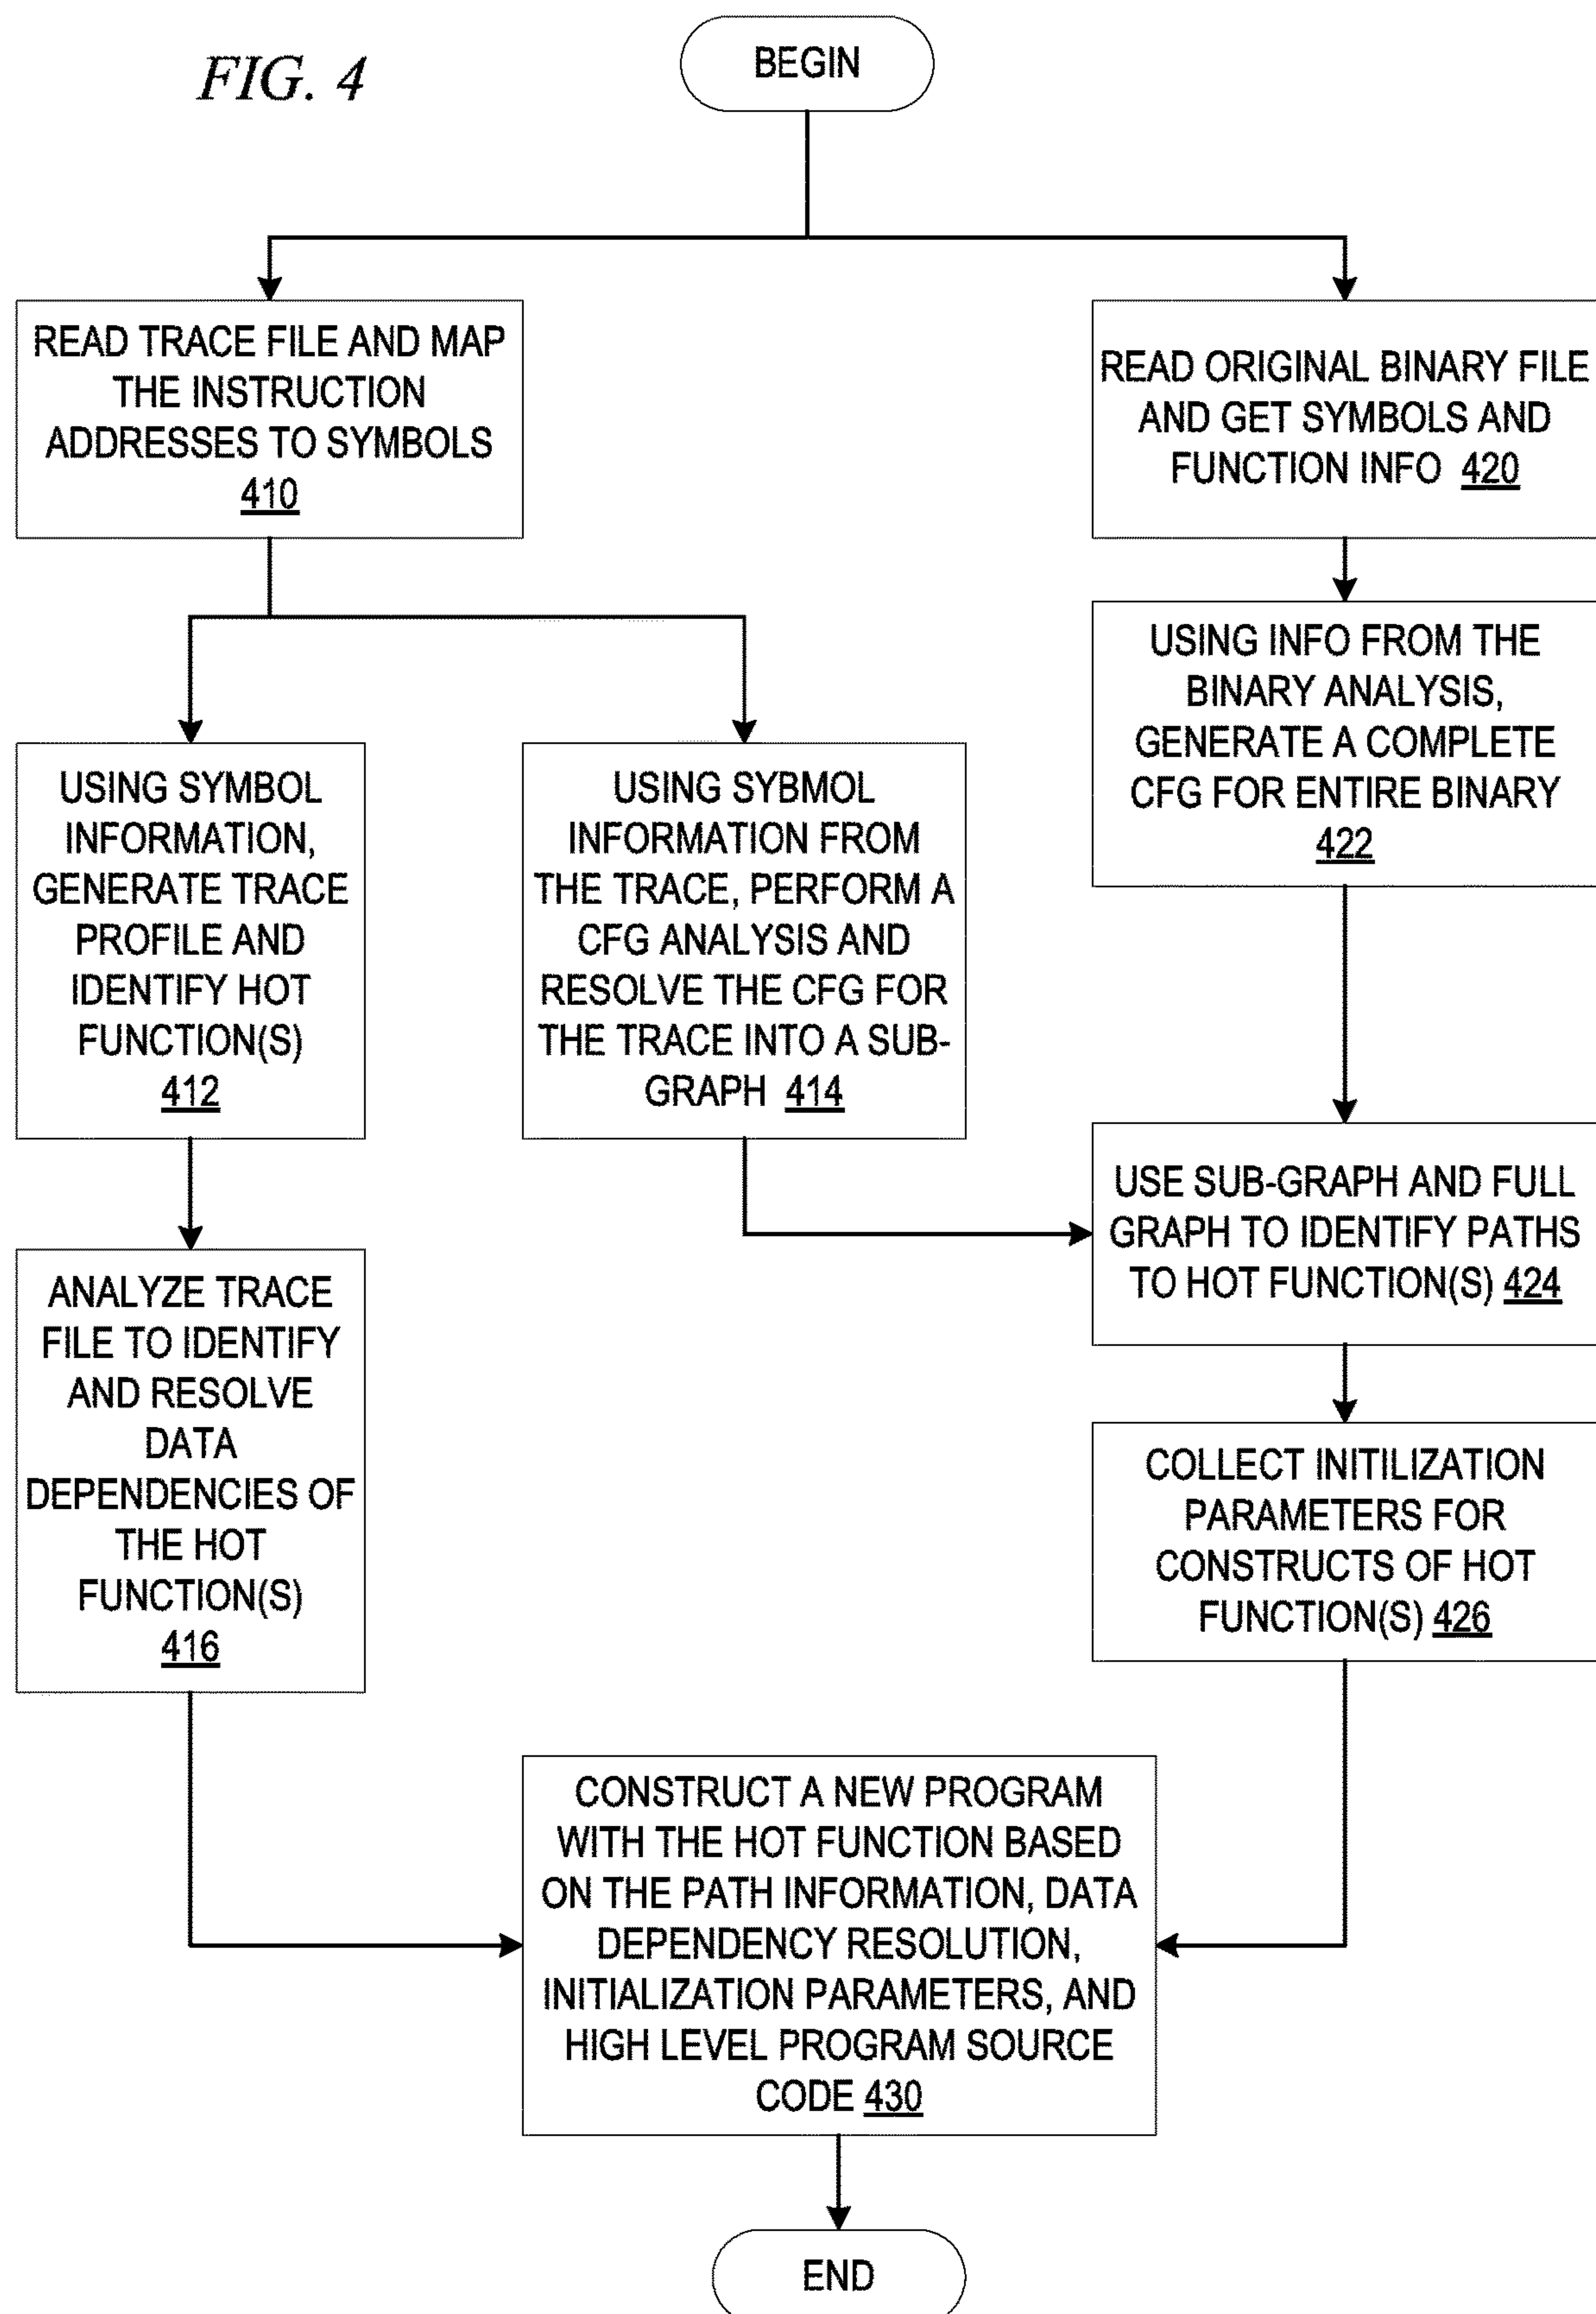 FIG. 4
BEGIN
READ TRACE FILE AND MAP
THE INSTRUCTION
ADDRESSES TO SYMBOLS
410
READ ORIGINAL BINARY FILE
AND GET SYMBOLS AND
FUNCTION INFO 420
USING INFO FROM THE
BINARY ANALYSIS,
GENERATE A COMPLETE
CFG FOR ENTIRE BINARY
422
USING SYMBOL
INFORMATION,
GENERATE TRACE
PROFILE AND
IDENTIFY HOT
FUNCTION(S)
412
USING SYBMOL
INFORMATION FROM
THE TRACE, PERFORM A
CFG ANALYSIS AND
RESOLVE THE CFG FOR
THE TRACE INTO A SUB-
GRAPH 414
USE SUB-GRAPH AND FULL
GRAPH TO IDENTIFY PATHS
TO HOT FUNCTION(S) 424
ANALYZE TRACE
FILE TO IDENTIFY
AND RESOLVE
DATA
DEPENDENCIES OF
THE HOT
FUNCTION(S)
416
COLLECT INITILIZATION
PARAMETERS FOR
CONSTRUCTS OF HOT
FUNCTION(S) 426
CONSTRUCT A NEW PROGRAM
WITH THE HOT FUNCTION BASED
ON THE PATH INFORMATION, DATA
DEPENDENCY RESOLUTION,
INITIALIZATION PARAMETERS, AND
HIGH LEVEL PROGRAM SOURCE
CODE 430
END